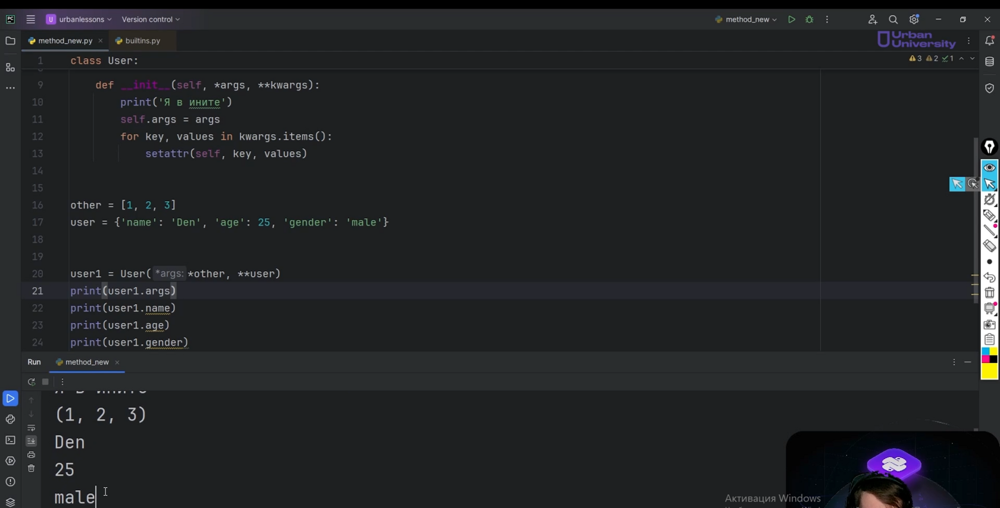 PC U urbanlessons Version control method_new
method_new.py builtins.py
Urban
University
1 class User:
3 2 1
9 def __init__(self, *args, **kwargs):
10 print('Я в ините')
11 self.args = args
12 for key, values in kwargs.items():
13 setattr(self, key, values)
14
15
16 other = [1, 2, 3]
17 user = {'name': 'Den', 'age': 25, 'gender': 'male'}
18
19
20 user1 = User( *args: *other, **user)
21 print(user1.args)
22 print(user1.name)
23 print(user1.age)
24 print(user1.gender)
Run method_new
Я в ините
(1, 2, 3)
Den
25
male
Активация Windows